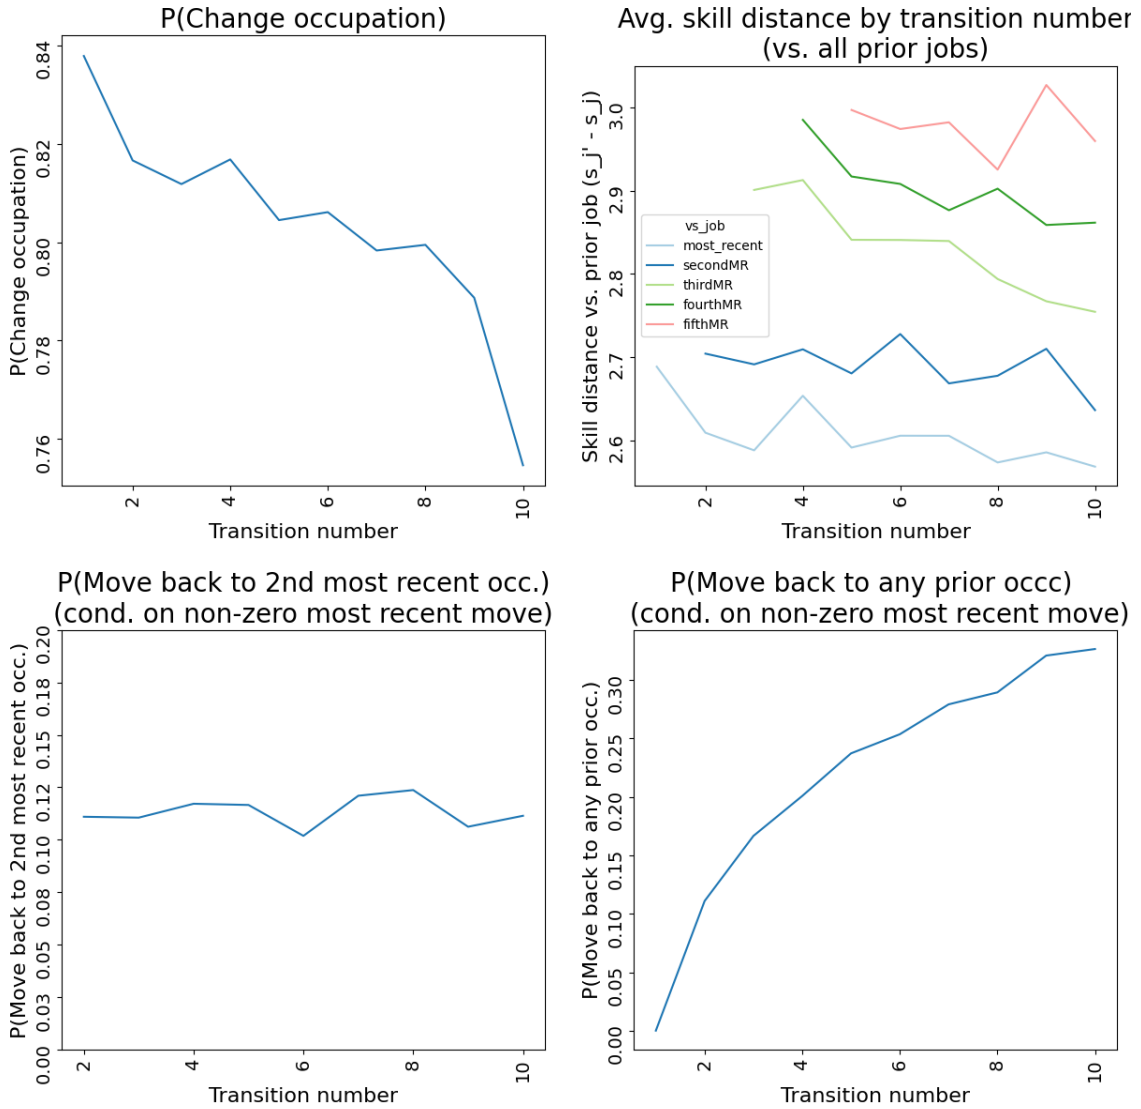 P(Change occupation)
P(Change occupation)
0.84
0.82
0.80
0.78
0.76
2
4
6
8
10
Transition number
Avg. skill distance by transition number
(vs. all prior jobs)
Skill distance vs. prior job (s_j' - s_j)
3.0
2.9
2.8
2.7
2.6
vs_job
most_recent
secondMR
thirdMR
fourthMR
fifthMR
2
4
6
8
10
Transition number
P(Move back to 2nd most recent occ.)
(cond. on non-zero most recent move)
P(Move back to 2nd most recent occ.)
0.20
0.18
0.15
0.12
0.10
0.08
0.05
0.03
0.00
2
4
6
8
10
Transition number
P(Move back to any prior occc)
(cond. on non-zero most recent move)
P(Move back to any prior occ.)
0.30
0.25
0.20
0.15
0.10
0.05
0.00
2
4
6
8
10
Transition number